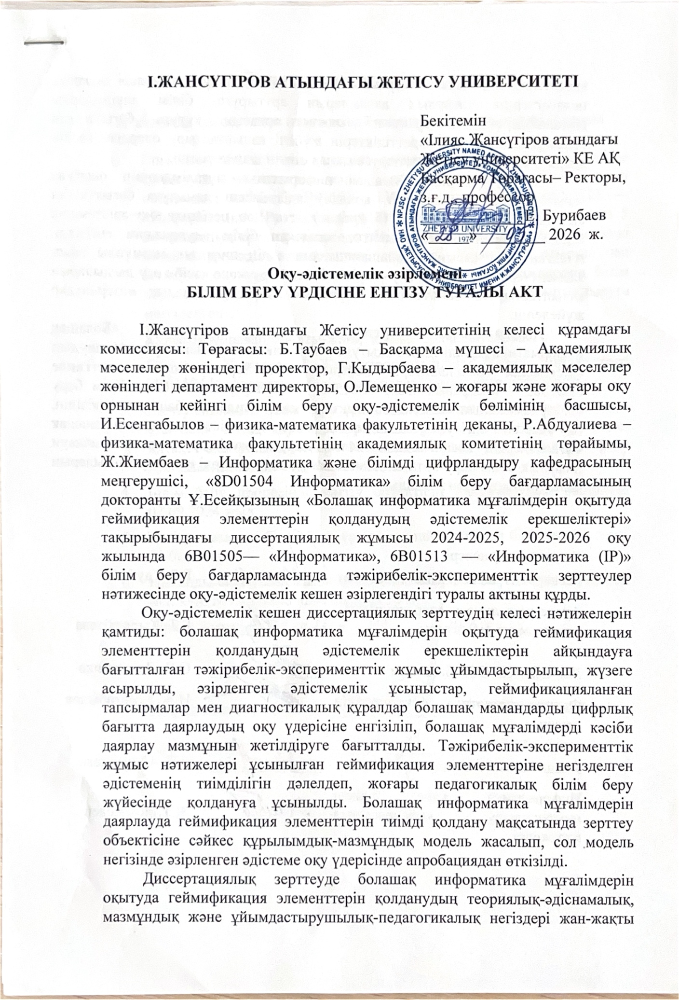 І.ЖАНСҮГІРОВ АТЫНДАҒЫ ЖЕТІСУ УНИВЕРСИТЕТІ
Бекітемін
«Ілияс Жансүгіров атындағы
Жетісу университеті» КЕ АҚ
Басқарма Төрағасы– Ректоры,
з.ғ.д., профессор
Е. Бурибаев
«28» 2026 ж.
ZHETYSU UNIVERSITY
1972
Оқу-әдістемелік әзірлемені
БІЛІМ БЕРУ ҮРДІСІНЕ ЕНГІЗУ ТУРАЛЫ АКТ
І.Жансүгіров атындағы Жетісу университетінің келесі құрамдағы
комиссиясы: Төрағасы: Б.Таубаев – Басқарма мүшесі – Академиялық
мәселелер жөніндегі проректор, Г.Кыдырбаева – академиялық мәселелер
жөніндегі департамент директоры, О.Лемещенко – жоғары және жоғары оқу
орнынан кейінгі білім беру оқу-әдістемелік бөлімінің басшысы,
И.Есенгабылов – физика-математика факультетінің деканы, Р.Абдуалиева –
физика-математика факультетінің академиялық комитетінің төрайымы,
Ж.Жиембаев – Информатика және білімді цифрландыру кафедрасының
меңгерушісі, «8D01504 Информатика» білім беру бағдарламасының
докторанты Ұ.Есейқызының «Болашақ информатика мұғалімдерін оқытуда
геймификация элементтерін қолданудың әдістемелік ерекшеліктері»
тақырыбындағы диссертациялық жұмысы 2024-2025, 2025-2026 оқу
жылында 6B01505— «Информатика», 6B01513 — «Информатика (IP)»
білім беру бағдарламасында тәжірибелік-эксперименттік зерттеулер
нәтижесінде оқу-әдістемелік кешен әзірлегендігі туралы актыны құрды.
Оқу-әдістемелік кешен диссертациялық зерттеудің келесі нәтижелерін
қамтиды: болашақ информатика мұғалімдерін оқытуда геймификация
элементтерін қолданудың әдістемелік ерекшеліктерін айқындауға
бағытталған тәжірибелік-эксперименттік жұмыс ұйымдастырылып, жүзеге
асырылды, әзірленген әдістемелік ұсыныстар, геймификацияланған
тапсырмалар мен диагностикалық құралдар болашақ мамандарды цифрлық
бағытта даярлаудың оқу үдерісіне енгізіліп, болашақ мұғалімдерді кәсіби
даярлау мазмұнын жетілдіруге бағытталды. Тәжірибелік-эксперименттік
жұмыс нәтижелері ұсынылған геймификация элементтеріне негізделген
әдістеменің тиімділігін дәлелдеп, жоғары педагогикалық білім беру
жүйесінде қолдануға ұсынылды. Болашақ информатика мұғалімдерін
даярлауда геймификация элементтерін тиімді қолдану мақсатында зерттеу
объектісіне сәйкес құрылымдық-мазмұндық модель жасалып, сол модель
негізінде әзірленген әдістеме оқу үдерісінде апробациядан өткізілді.
Диссертациялық зерттеуде болашақ информатика мұғалімдерін
оқытуда геймификация элементтерін қолданудың теориялық-әдіснамалық,
мазмұндық және ұйымдастырушылық-педагогикалық негіздері жан-жақты